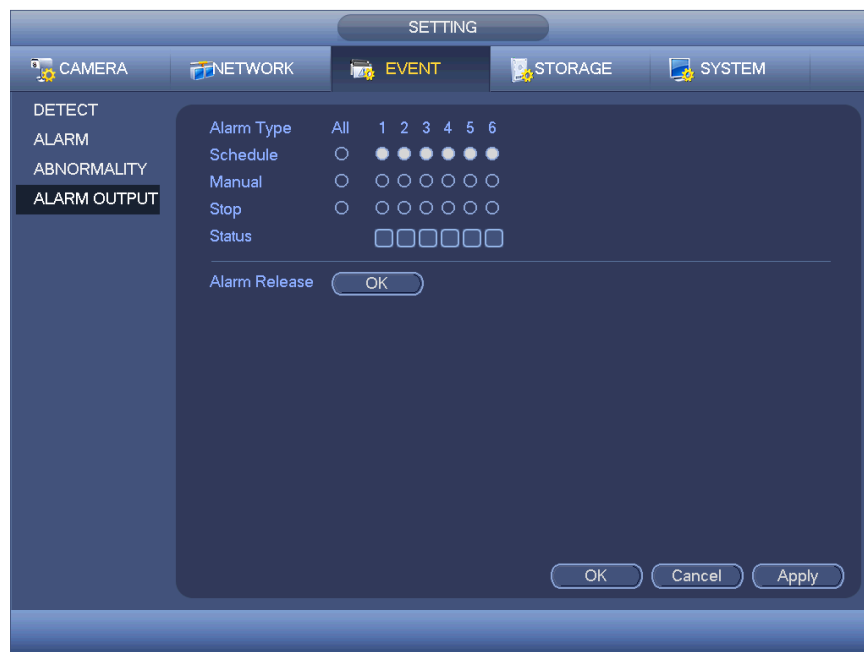 SETTING
CAMERA NETWORK EVENT STORAGE SYSTEM
DETECT
ALARM
ABNORMALITY
ALARM OUTPUT
Alarm Type All 1 2 3 4 5 6
Schedule
Manual
Stop
Status
Alarm Release OK
OK Cancel Apply